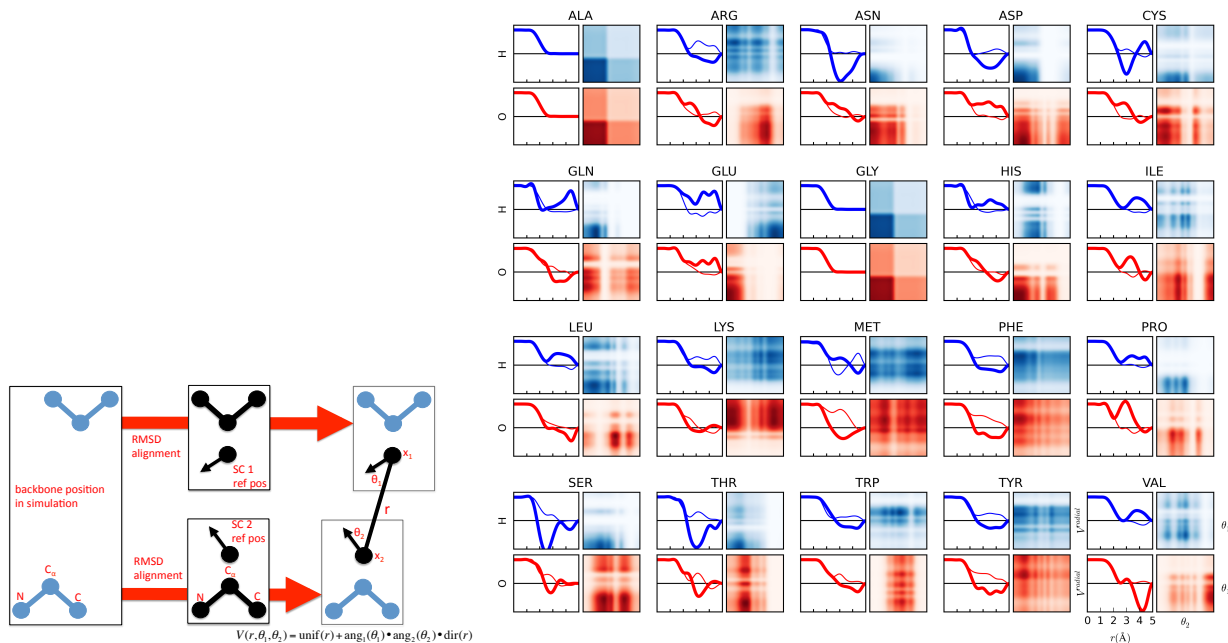 ALA ARG ASN ASP CYS
H
O
GLN GLU GLY HIS ILE
H
O
LEU LYS MET PHE PRO
H
O
SER THR TRP TYR VAL
H
V^radial
θ
O
V^radial
θ
0 1 2 3 4 5
r(Å)
θ₂
RMSD
alignment
SC 1
ref pos
x₁
θ₁
r
backbone position
in simulation
SC 2
ref pos
θ₂
x₂
RMSD
alignment
Cα
N
C
Cα
N
C
V(r,θ₁,θ₂) = unif(r) + ang₁(θ₁)•ang₂(θ₂)•dir(r)